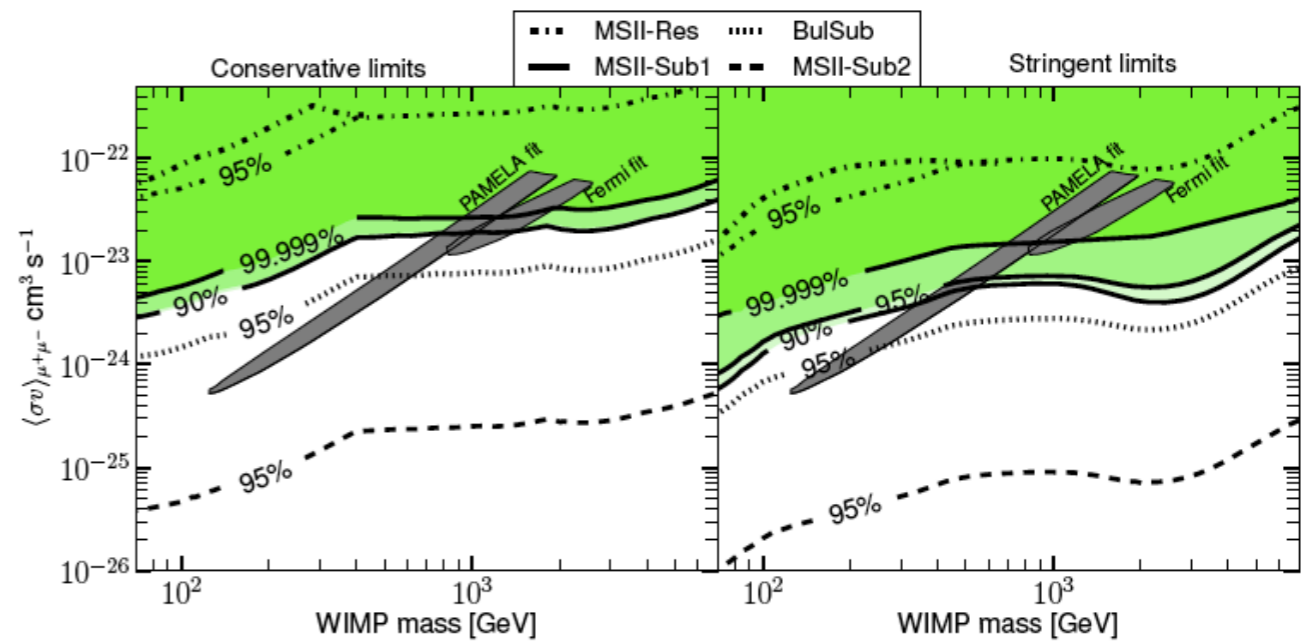 MSII-Res BulSub
MSII-Sub1 MSII-Sub2
Conservative limits
Stringent limits
⟨σv⟩μ⁺μ⁻ cm³ s⁻¹
10⁻²²
10⁻²³
10⁻²⁴
10⁻²⁵
10⁻²⁶
95%
PAMELA fit
Fermi fit
99.999%
90%
95%
95%
10² 10³
WIMP mass [GeV]
95%
PAMELA fit
Fermi fit
99.999%
95%
90%
95%
95%
10² 10³
WIMP mass [GeV]